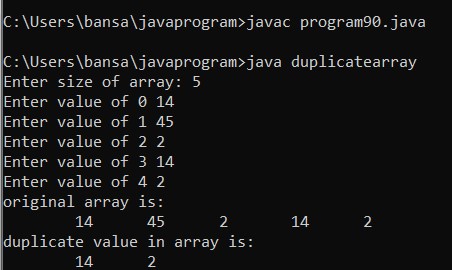 C:\Users\bansa\javaprogram>javac program90.java
C:\Users\bansa\javaprogram>java duplicatearray
Enter size of array: 5
Enter value of 0 14
Enter value of 1 45
Enter value of 2 2
Enter value of 3 14
Enter value of 4 2
original array is:
14 45 2 14 2
duplicate value in array is:
14 2